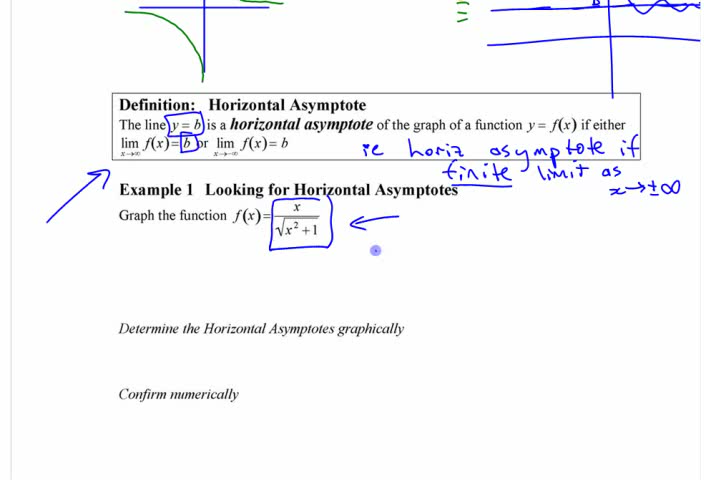 Definition: Horizontal Asymptote
The line y = b is a horizontal asymptote of the graph of a function y = f(x) if either
lim x→∞ f(x) = b or lim x→-∞ f(x) = b
ie horiz asymptote if
finite limit as
x → ±∞
Example 1 Looking for Horizontal Asymptotes
Graph the function f(x) = x / √(x² + 1)
Determine the Horizontal Asymptotes graphically
Confirm numerically